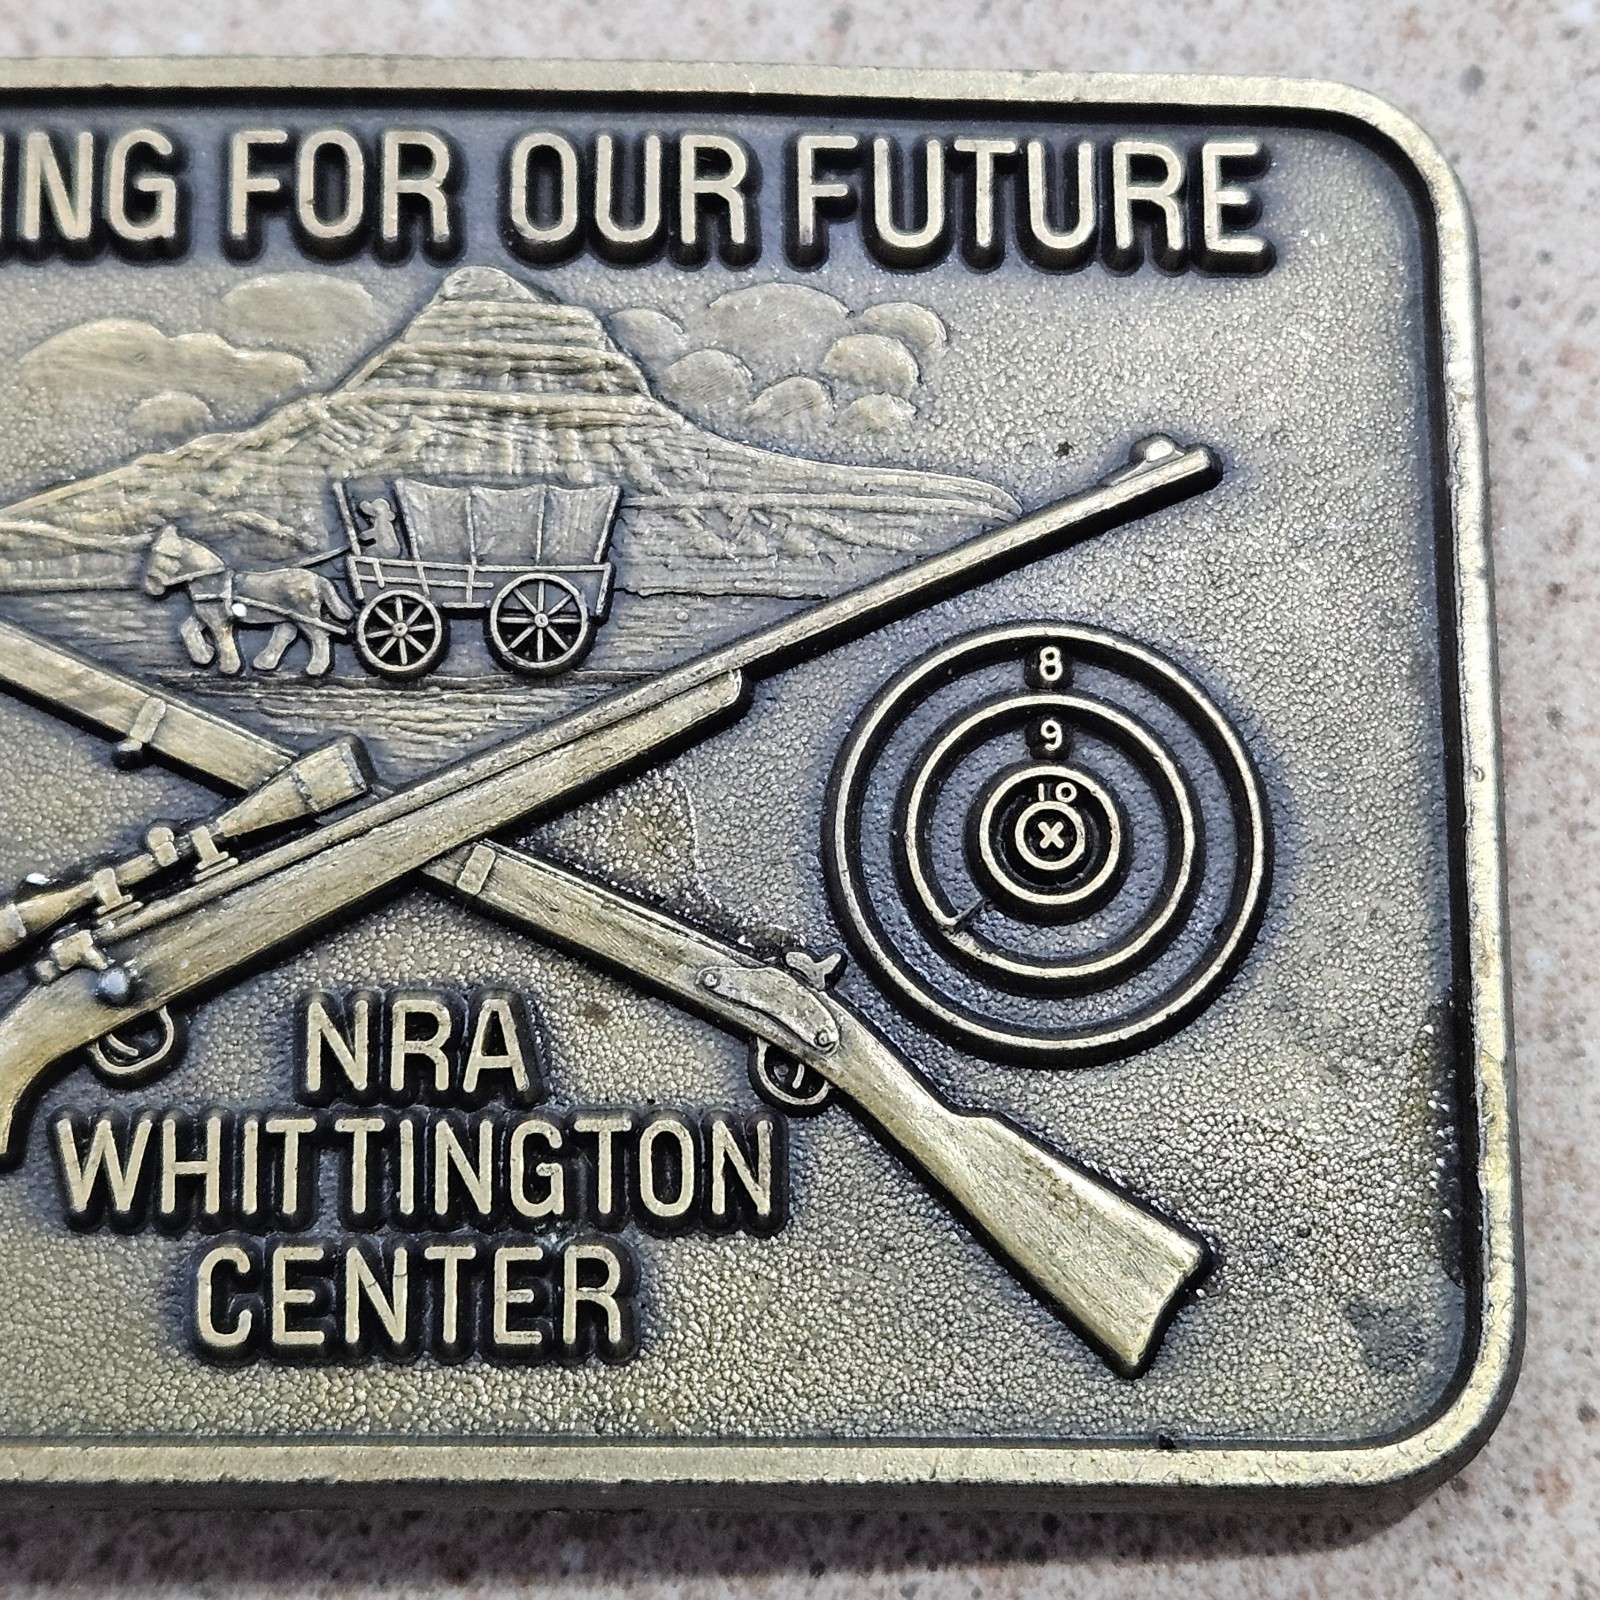 ING FOR OUR FUTURE
8
9
10
X
NRA
WHITTINGTON
CENTER